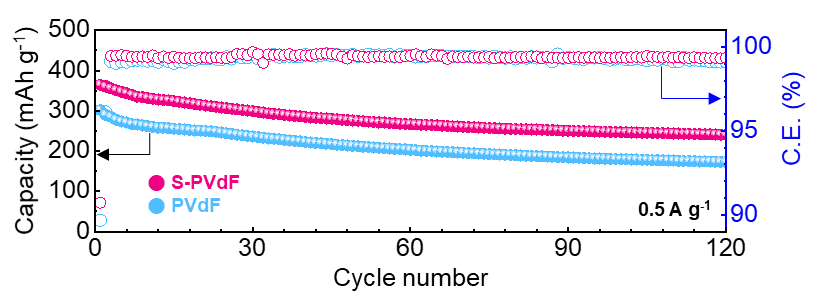 500
400
300
200
100
0
Capacity (mAh g⁻¹)
100
95
90
C.E. (%)
S-PVdF
PVdF
0.5 A g⁻¹
0
30
60
90
120
Cycle number